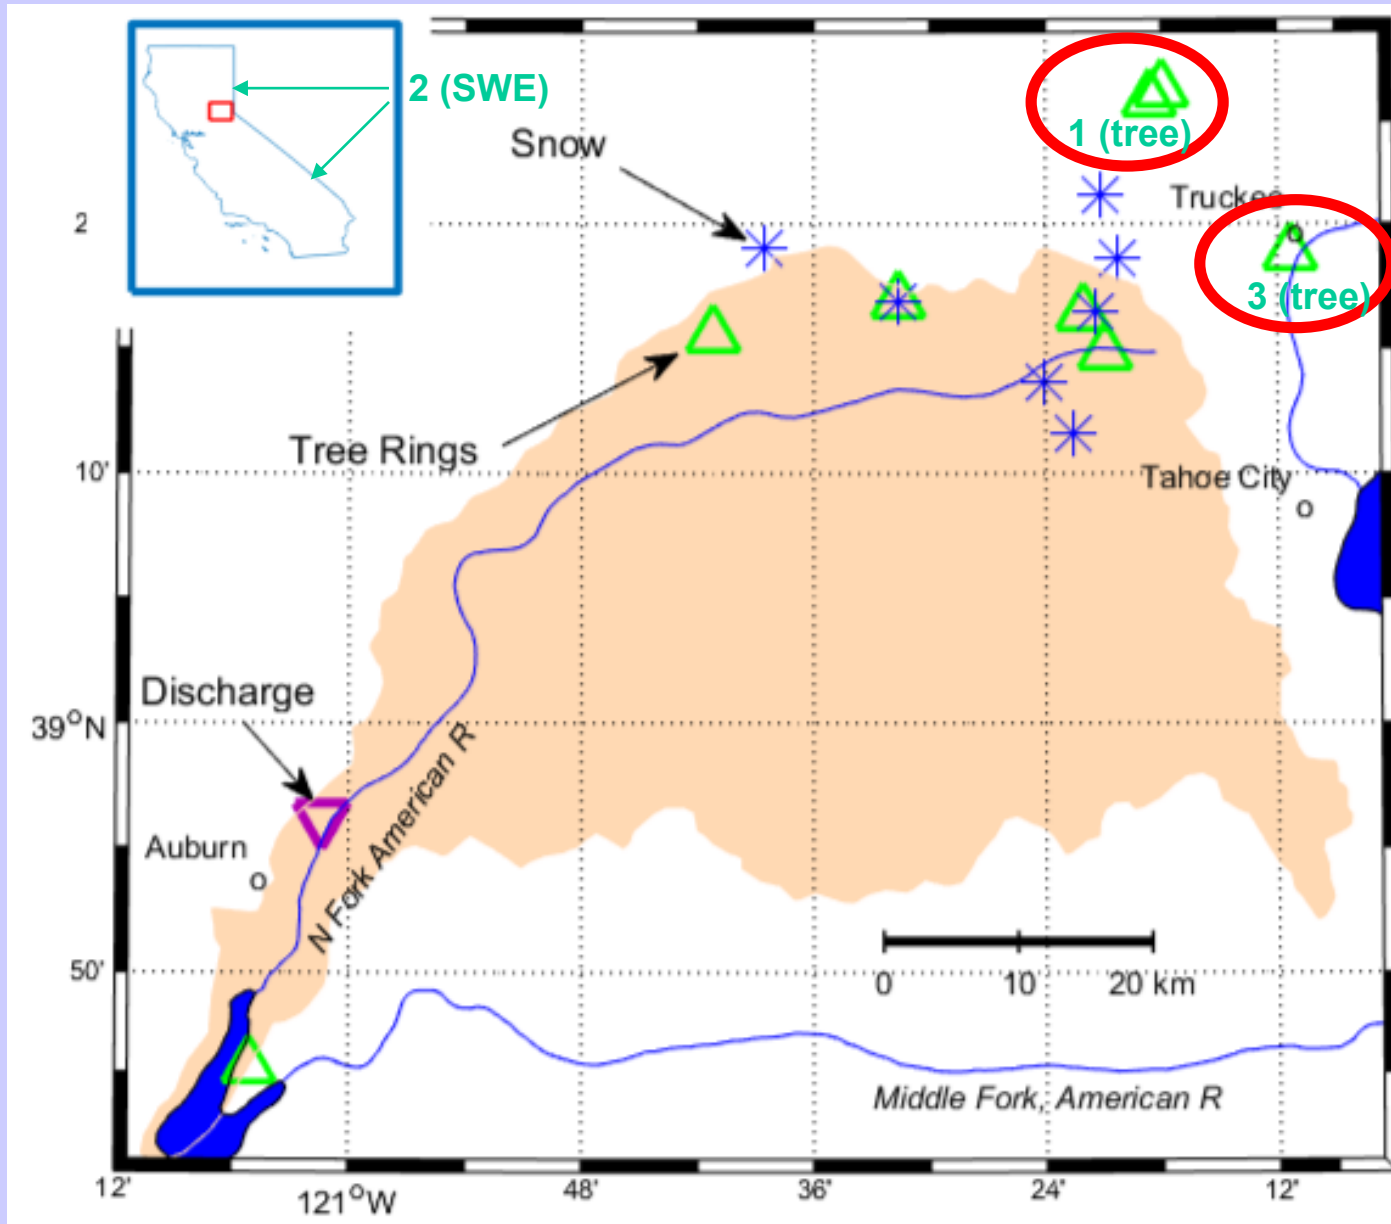 2 (SWE)
Snow
1 (tree)
Truckee
2
3 (tree)
Tree Rings
10'
Tahoe City
Discharge
39°N
N Fork American R
Auburn
50'
0 10 20 km
Middle Fork, American R
12' 121°W 48' 36' 24' 12'